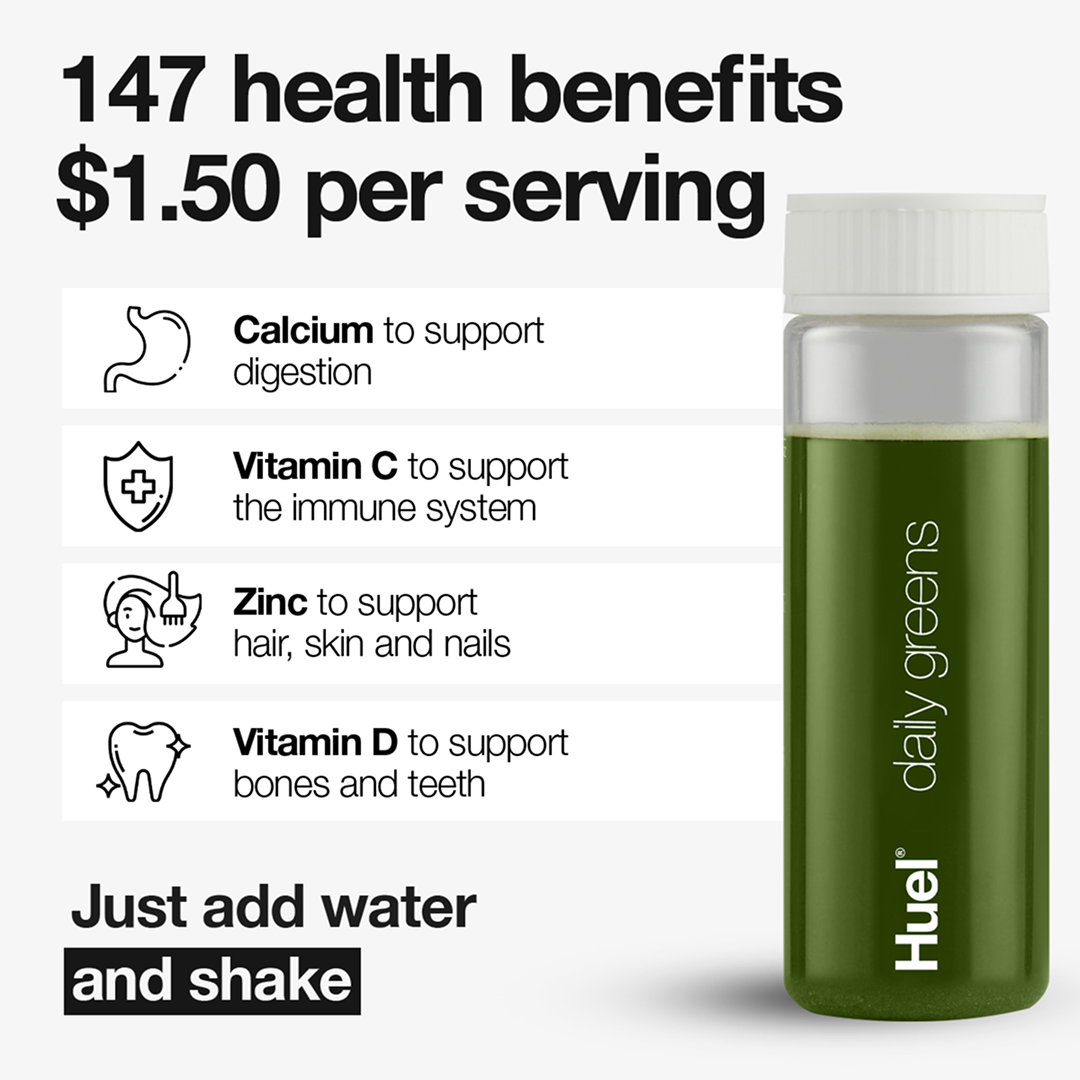 147 health benefits
$1.50 per serving
Calcium to support
digestion
Vitamin C to support
the immune system
Zinc to support
hair, skin and nails
Vitamin D to support
bones and teeth
Just add water
and shake
Huel® daily greens